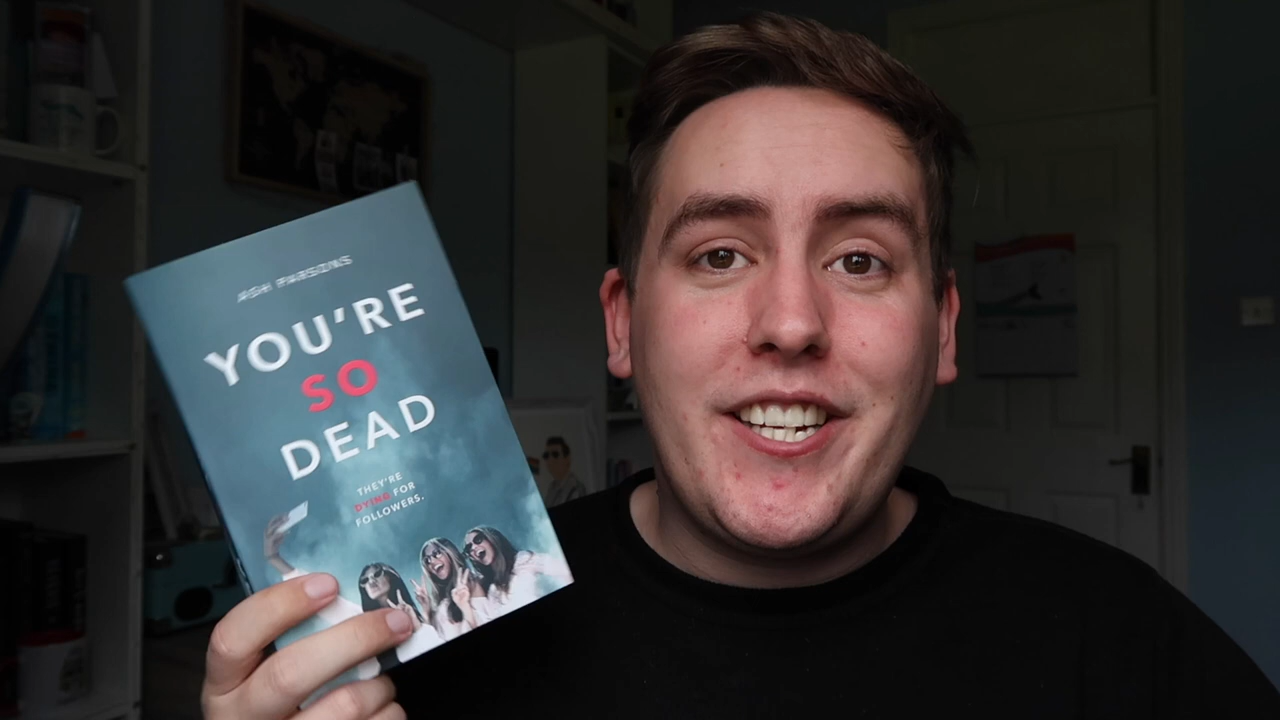 ASH PARSONS
YOU'RE
SO
DEAD
THEY'RE
DYING FOR
FOLLOWERS.